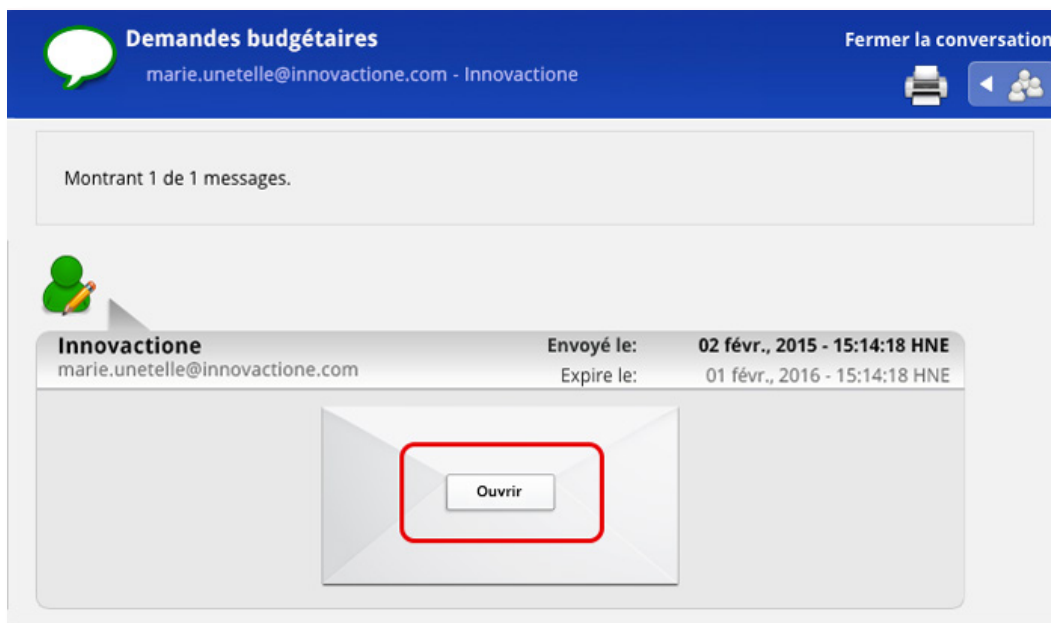 Demandes budgétaires
Fermer la conversation
marie.unetelle@innovactione.com - Innovactione
Montrant 1 de 1 messages.
Innovactione
Envoyé le: 02 févr., 2015 - 15:14:18 HNE
marie.unetelle@innovactione.com
Expire le: 01 févr., 2016 - 15:14:18 HNE
Ouvrir